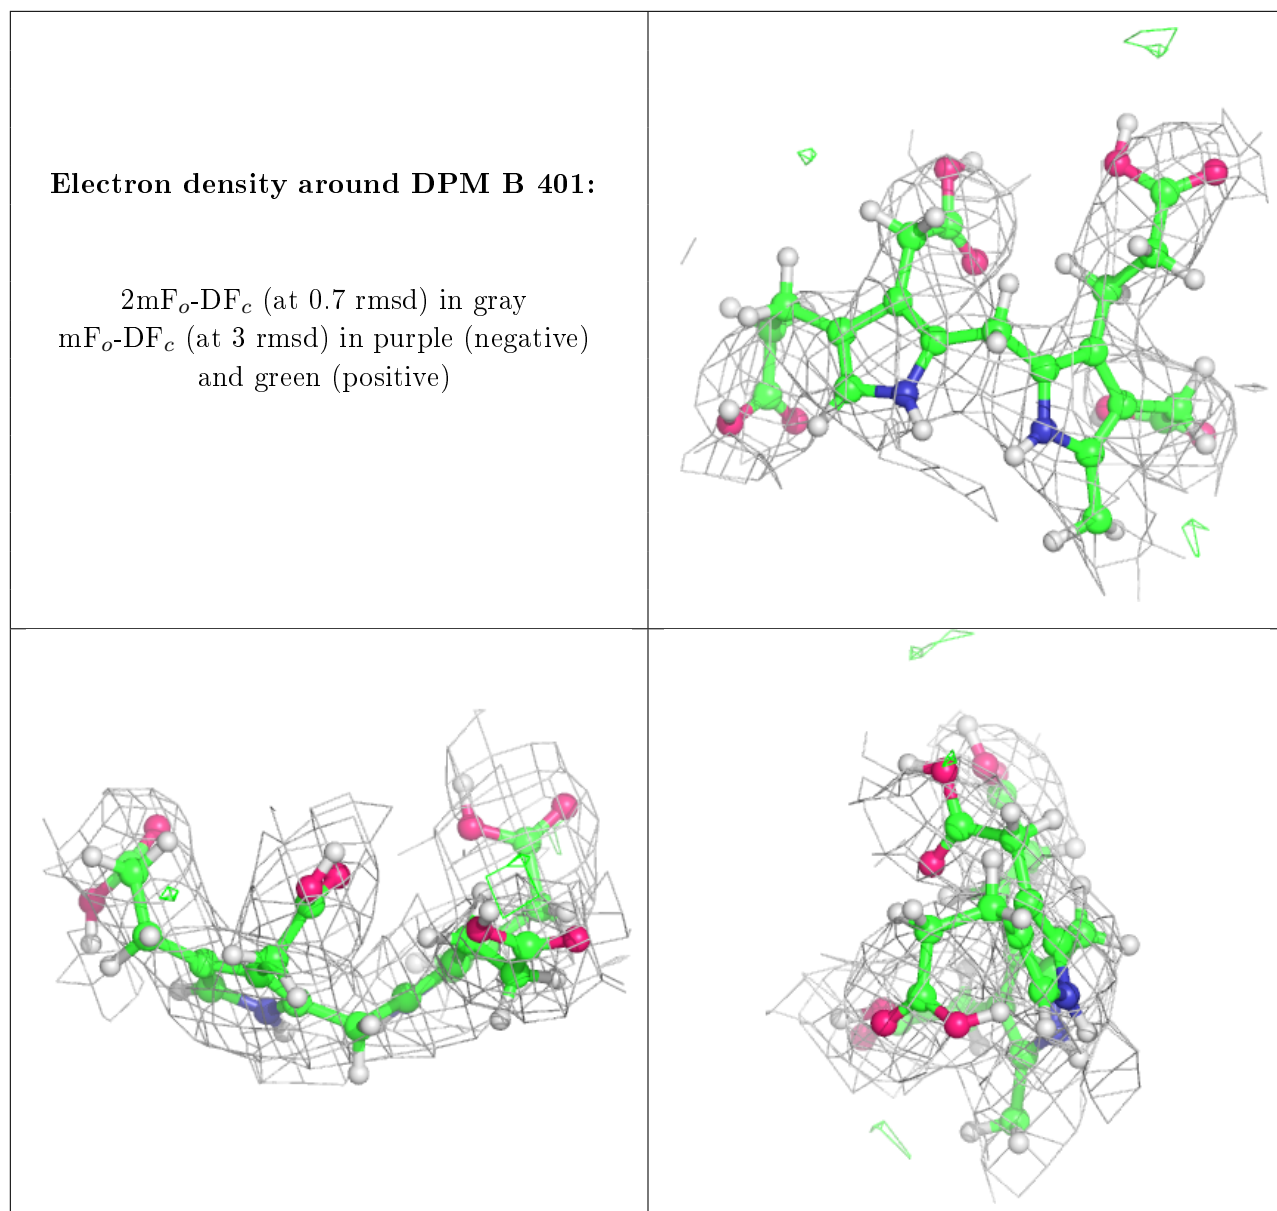 Electron density around DPM B 401:
2mFo-DFc (at 0.7 rmsd) in gray
mFo-DFc (at 3 rmsd) in purple (negative)
and green (positive)